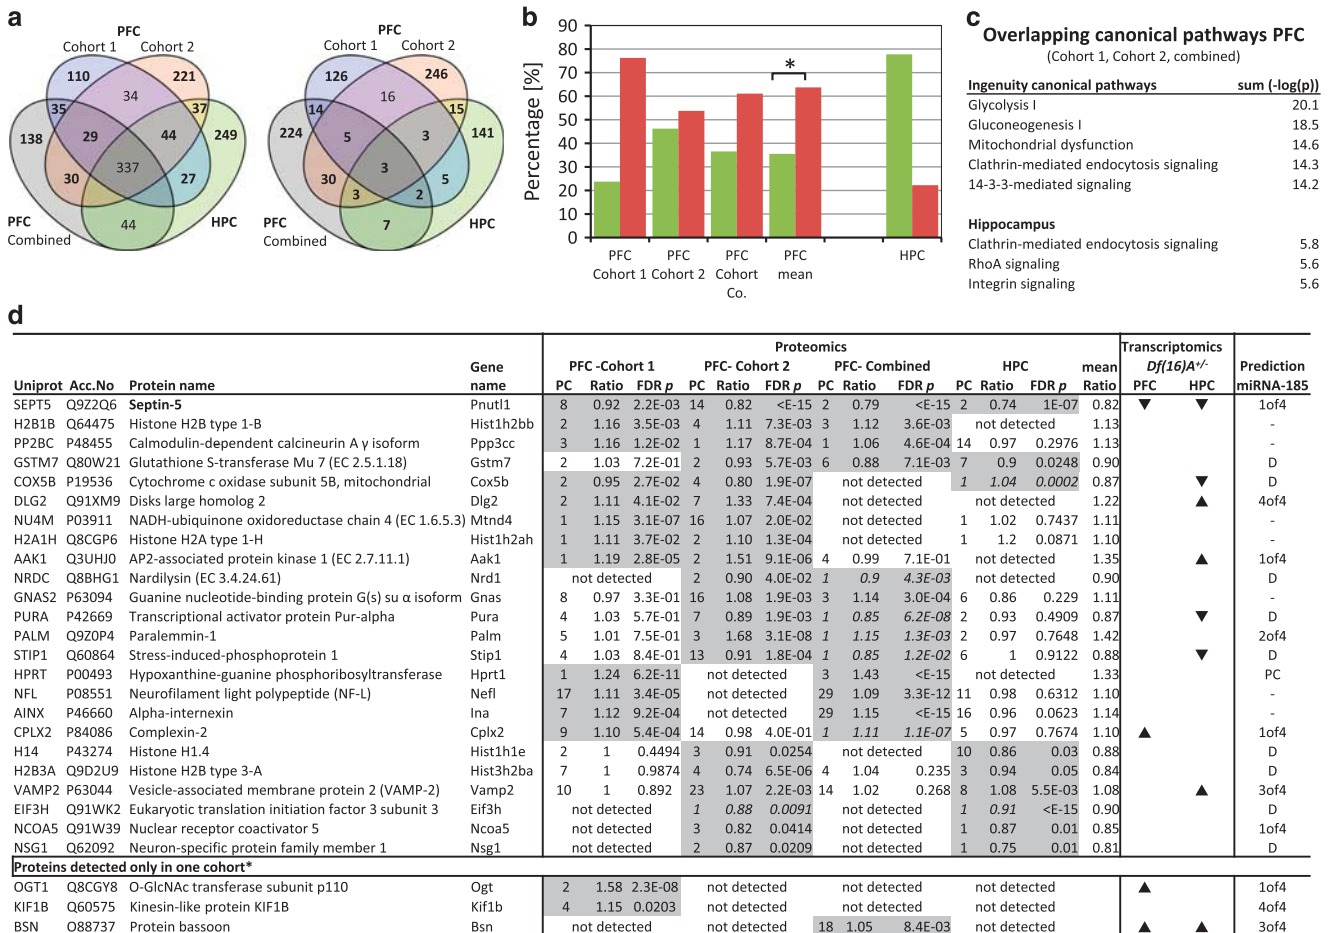 a
PFC
Cohort 1 Cohort 2
110 221
34
35 37
138 29 44 249
337
30 27
PFC HPC
Combined 44
PFC
Cohort 1 Cohort 2
126 246
16
14 15
224 5 3 141
3
30 5
3 2
PFC HPC
Combined 7
b
Percentage [%]
90
80
70
60
50
40
30
20
10
0
*
PFC Cohort 1
PFC Cohort 2
PFC Cohort Co.
PFC mean
HPC
c
Overlapping canonical pathways PFC
(Cohort 1, Cohort 2, combined)
Ingenuity canonical pathways sum (-log(p))
Glycolysis I 20.1
Gluconeogenesis I 18.5
Mitochondrial dysfunction 14.6
Clathrin-mediated endocytosis signaling 14.3
14-3-3-mediated signaling 14.2
Hippocampus
Clathrin-mediated endocytosis signaling 5.8
RhoA signaling 5.6
Integrin signaling 5.6
d
Proteomics Transcriptomics
Gene PFC -Cohort 1 PFC- Cohort 2 PFC- Combined HPC mean Df(16)A+/- Prediction
Uniprot Acc.No Protein name name PC Ratio FDR p PC Ratio FDR p PC Ratio FDR p PC Ratio FDR p Ratio PFC HPC miRNA-185
SEPT5 Q9Z2Q6 Septin-5 Pnutl1 8 0.92 2.2E-03 14 0.82 <E-15 2 0.79 <E-15 2 0.74 1E-07 0.82 ▼ ▼ 1of4
H2B1B Q64475 Histone H2B type 1-B Hist1h2bb 2 1.16 3.5E-03 4 1.11 7.3E-03 3 1.12 3.6E-03 not detected 1.13 -
PP2BC P48455 Calmodulin-dependent calcineurin A γ isoform Ppp3cc 3 1.16 1.2E-02 1 1.17 8.7E-04 1 1.06 4.6E-04 14 0.97 0.2976 1.13 -
GSTM7 Q80W21 Glutathione S-transferase Mu 7 (EC 2.5.1.18) Gstm7 2 1.03 7.2E-01 2 0.93 5.7E-03 6 0.88 7.1E-03 7 0.9 0.0248 0.90 D
COX5B P19536 Cytochrome c oxidase subunit 5B, mitochondrial Cox5b 2 0.95 2.7E-02 4 0.80 1.9E-07 not detected 1 1.04 0.0002 0.87 ▼ D
DLG2 Q91XM9 Disks large homolog 2 Dlg2 2 1.11 4.1E-02 7 1.33 7.4E-04 not detected not detected 1.22 ▲ 4of4
NU4M P03911 NADH-ubiquinone oxidoreductase chain 4 (EC 1.6.5.3) Mtnd4 1 1.15 3.1E-07 16 1.07 2.0E-02 not detected 1 1.02 0.7437 1.11 -
H2A1H Q8CGP6 Histone H2A type 1-H Hist1h2ah 1 1.11 3.7E-02 2 1.10 1.3E-04 not detected 1 1.2 0.0871 1.10 -
AAK1 Q3UHJ0 AP2-associated protein kinase 1 (EC 2.7.11.1) Aak1 1 1.19 2.8E-05 2 1.51 9.1E-06 4 0.99 7.1E-01 not detected 1.35 ▲ 1of4
NRDC Q8BHG1 Nardilysin (EC 3.4.24.61) Nrd1 not detected 2 0.90 4.0E-02 1 0.9 4.3E-03 not detected 0.90 D
GNAS2 P63094 Guanine nucleotide-binding protein G(s) su α isoform Gnas 8 0.97 3.3E-01 16 1.08 1.9E-03 3 1.14 3.0E-04 6 0.86 0.229 1.11 -
PURA P42669 Transcriptional activator protein Pur-alpha Pura 4 1.03 5.7E-01 7 0.89 1.9E-03 1 0.85 6.2E-08 2 0.93 0.4909 0.87 ▼ D
PALM Q9Z0P4 Paralemmin-1 Palm 5 1.01 7.5E-01 3 1.68 3.1E-08 1 1.15 1.3E-03 2 0.97 0.7648 1.42 2of4
STIP1 Q60864 Stress-induced-phosphoprotein 1 Stip1 4 1.03 8.4E-01 13 0.91 1.8E-04 1 0.85 1.2E-02 6 1 0.9122 0.88 ▼ D
HPRT P00493 Hypoxanthine-guanine phosphoribosyltransferase Hprt1 1 1.24 6.2E-11 not detected 3 1.43 <E-15 not detected 1.33 PC
NFL P08551 Neurofilament light polypeptide (NF-L) Nefl 17 1.11 3.4E-05 not detected 29 1.09 3.3E-12 11 0.98 0.6312 1.10 -
AINX P46660 Alpha-internexin Ina 7 1.12 9.2E-04 not detected 29 1.15 <E-15 16 0.96 0.0623 1.14 -
CPLX2 P84086 Complexin-2 Cplx2 9 1.10 5.4E-04 14 0.98 4.0E-01 1 1.11 1.1E-07 5 0.97 0.7674 1.10 ▲ 1of4
H14 P43274 Histone H1.4 Hist1h1e 2 1 0.4494 3 0.91 0.0254 not detected 10 0.86 0.03 0.88 D
H2B3A Q9D2U9 Histone H2B type 3-A Hist3h2ba 7 1 0.9874 4 0.74 6.5E-06 4 1.04 0.235 3 0.94 0.05 0.84 D
VAMP2 P63044 Vesicle-associated membrane protein 2 (VAMP-2) Vamp2 10 1 0.892 23 1.07 2.2E-03 14 1.02 0.268 8 1.08 5.5E-03 1.08 ▲ 3of4
EIF3H Q91WK2 Eukaryotic translation initiation factor 3 subunit 3 Eif3h not detected 1 0.88 0.0091 not detected 1 0.91 <E-15 0.90 D
NCOA5 Q91W39 Nuclear receptor coactivator 5 Ncoa5 not detected 3 0.82 0.0414 not detected 1 0.87 0.01 0.85 1of4
NSG1 Q62092 Neuron-specific protein family member 1 Nsg1 not detected 2 0.87 0.0209 not detected 2 0.75 0.01 0.81 D
Proteins detected only in one cohort*
OGT1 Q8CGY8 O-GlcNAc transferase subunit p110 Ogt 2 1.58 2.3E-08 not detected not detected not detected ▲ 1of4
KIF1B Q60575 Kinesin-like protein KIF1B Kif1b 4 1.15 0.0203 not detected not detected not detected 4of4
BSN O88737 Protein bassoon Bsn not detected not detected 18 1.05 8.4E-03 not detected ▲ ▲ 3of4